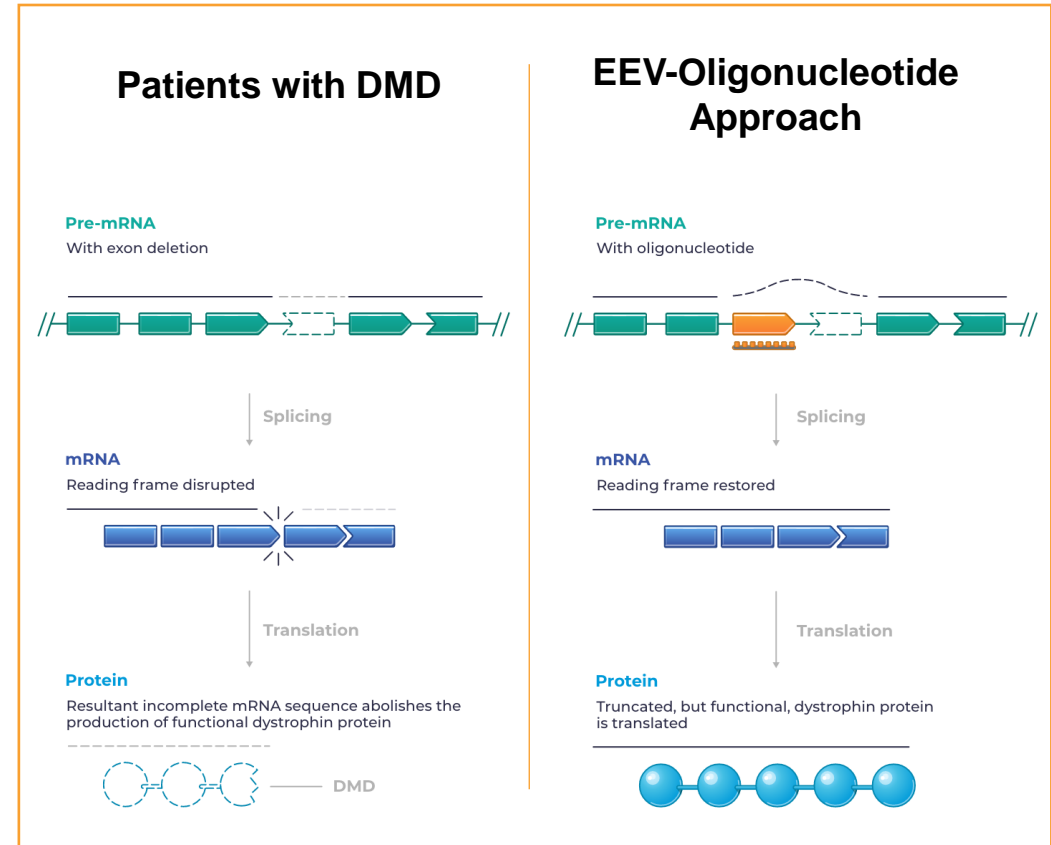 Patients with DMD
Pre-mRNA
With exon deletion
Splicing
mRNA
Reading frame disrupted
Translation
Protein
Resultant incomplete mRNA sequence abolishes the
production of functional dystrophin protein
DMD
EEV-Oligonucleotide
Approach
Pre-mRNA
With oligonucleotide
Splicing
mRNA
Reading frame restored
Translation
Protein
Truncated, but functional, dystrophin protein
is translated